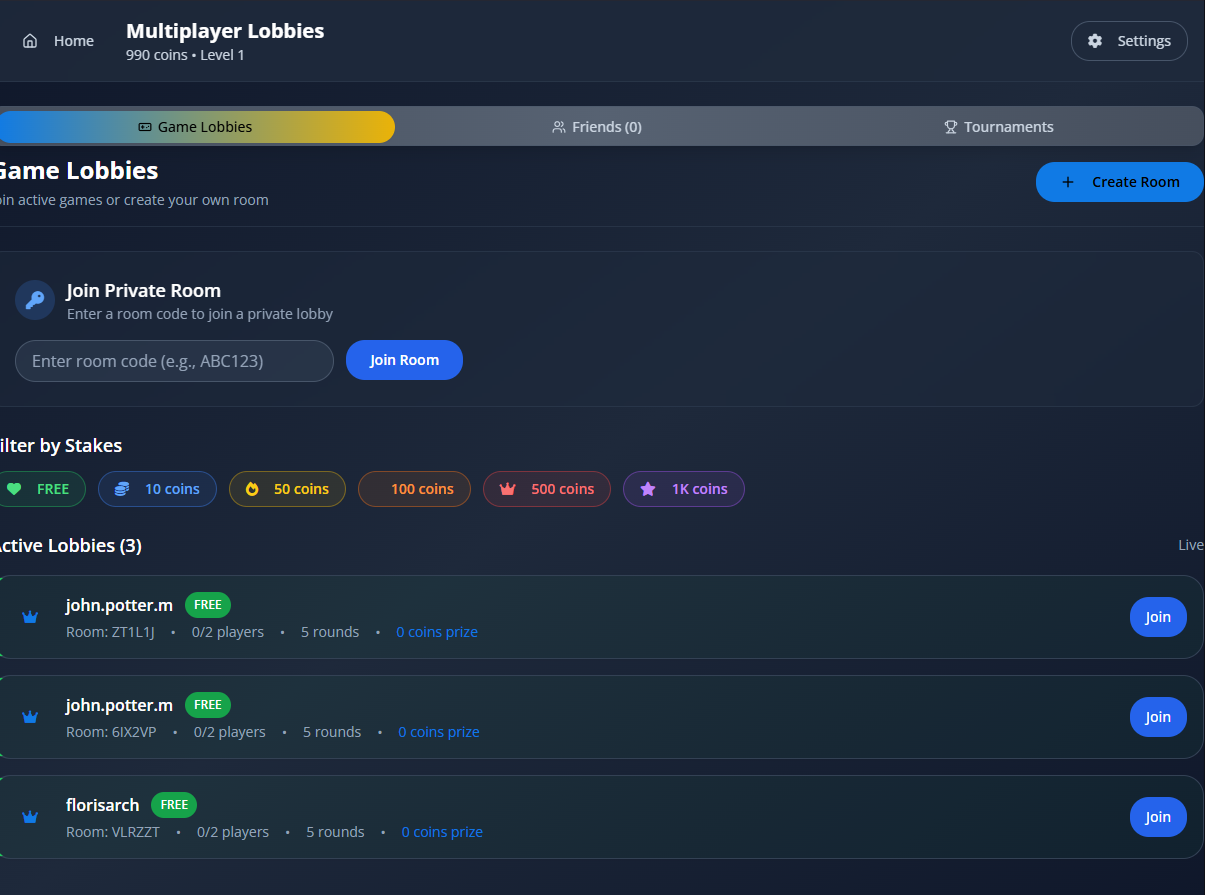 Home
Multiplayer Lobbies
990 coins • Level 1
Settings
Game Lobbies
Friends (0)
Tournaments
Game Lobbies
oin active games or create your own room
Create Room
Join Private Room
Enter a room code to join a private lobby
Enter room code (e.g., ABC123)
Join Room
ilter by Stakes
FREE
10 coins
50 coins
100 coins
500 coins
1K coins
Active Lobbies (3)
Live
john.potter.m FREE
Room: ZT1L1J • 0/2 players • 5 rounds • 0 coins prize
Join
john.potter.m FREE
Room: 6IX2VP • 0/2 players • 5 rounds • 0 coins prize
Join
florisarch FREE
Room: VLRZZT • 0/2 players • 5 rounds • 0 coins prize
Join